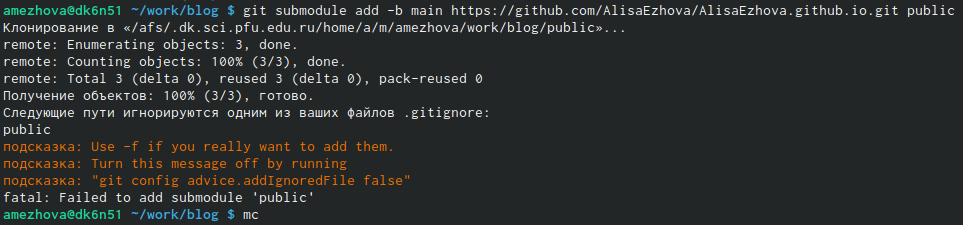 amezhova@dk6n51 ~/work/blog $ git submodule add -b main https://github.com/AlisaEzhova/AlisaEzhova.github.io.git public
Клонирование в «/afs/.dk.sci.pfu.edu.ru/home/a/m/amezhova/work/blog/public»...
remote: Enumerating objects: 3, done.
remote: Counting objects: 100% (3/3), done.
remote: Total 3 (delta 0), reused 3 (delta 0), pack-reused 0
Получение объектов: 100% (3/3), готово.
Следующие пути игнорируются одним из ваших файлов .gitignore:
public
подсказка: Use -f if you really want to add them.
подсказка: Turn this message off by running
подсказка: "git config advice.addIgnoredFile false"
fatal: Failed to add submodule 'public'
amezhova@dk6n51 ~/work/blog $ mc